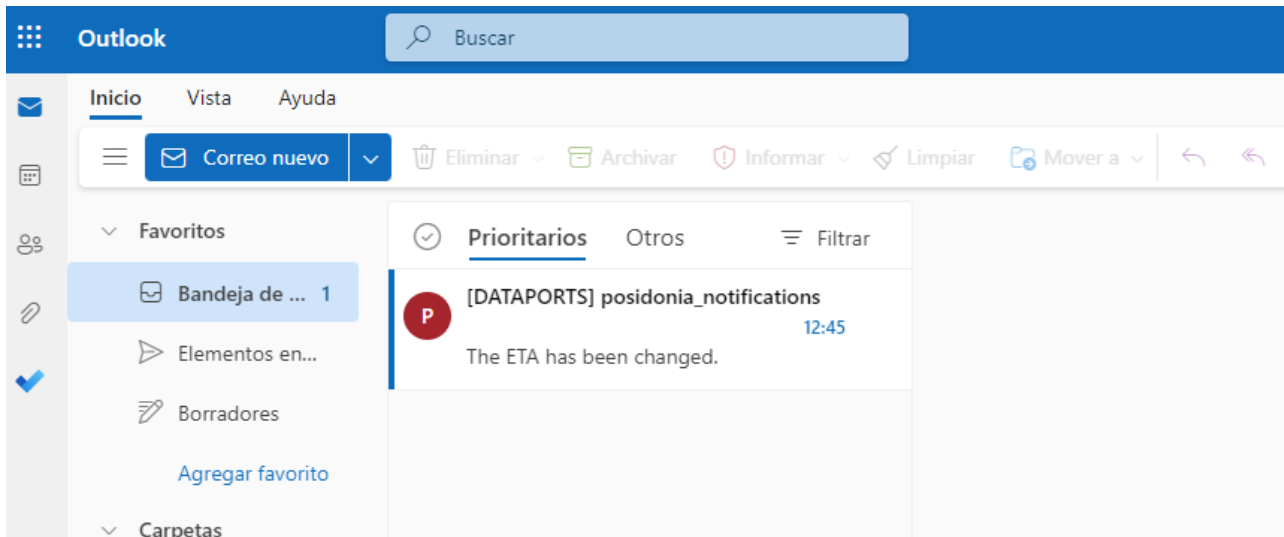 Outlook
Buscar
Inicio Vista Ayuda
Correo nuevo Eliminar Archivar Informar Limpiar Mover a
Favoritos
Bandeja de ... 1
Elementos en...
Borradores
Agregar favorito
Carpetas
Prioritarios Otros Filtrar
P
[DATAPORTS] posidonia_notifications
12:45
The ETA has been changed.